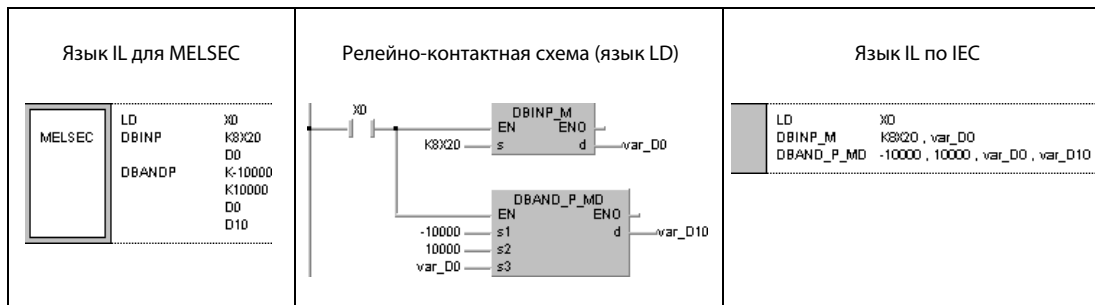 Язык IL для MELSEC
MELSEC
LD X0
DBINP K8X20
D0
DBANDP K-10000
K10000
D0
D10
Релейно-контактная схема (язык LD)
X0
DBINP_M
EN ENO
K8X20 s d var_D0
DBAND_P_MD
EN ENO
-10000 s1 d var_D10
10000 s2
var_D0 s3
Язык IL по IEC
LD X0
DBINP_M K8X20 , var_D0
DBAND_P_MD -10000 , 10000 , var_D0 , var_D10